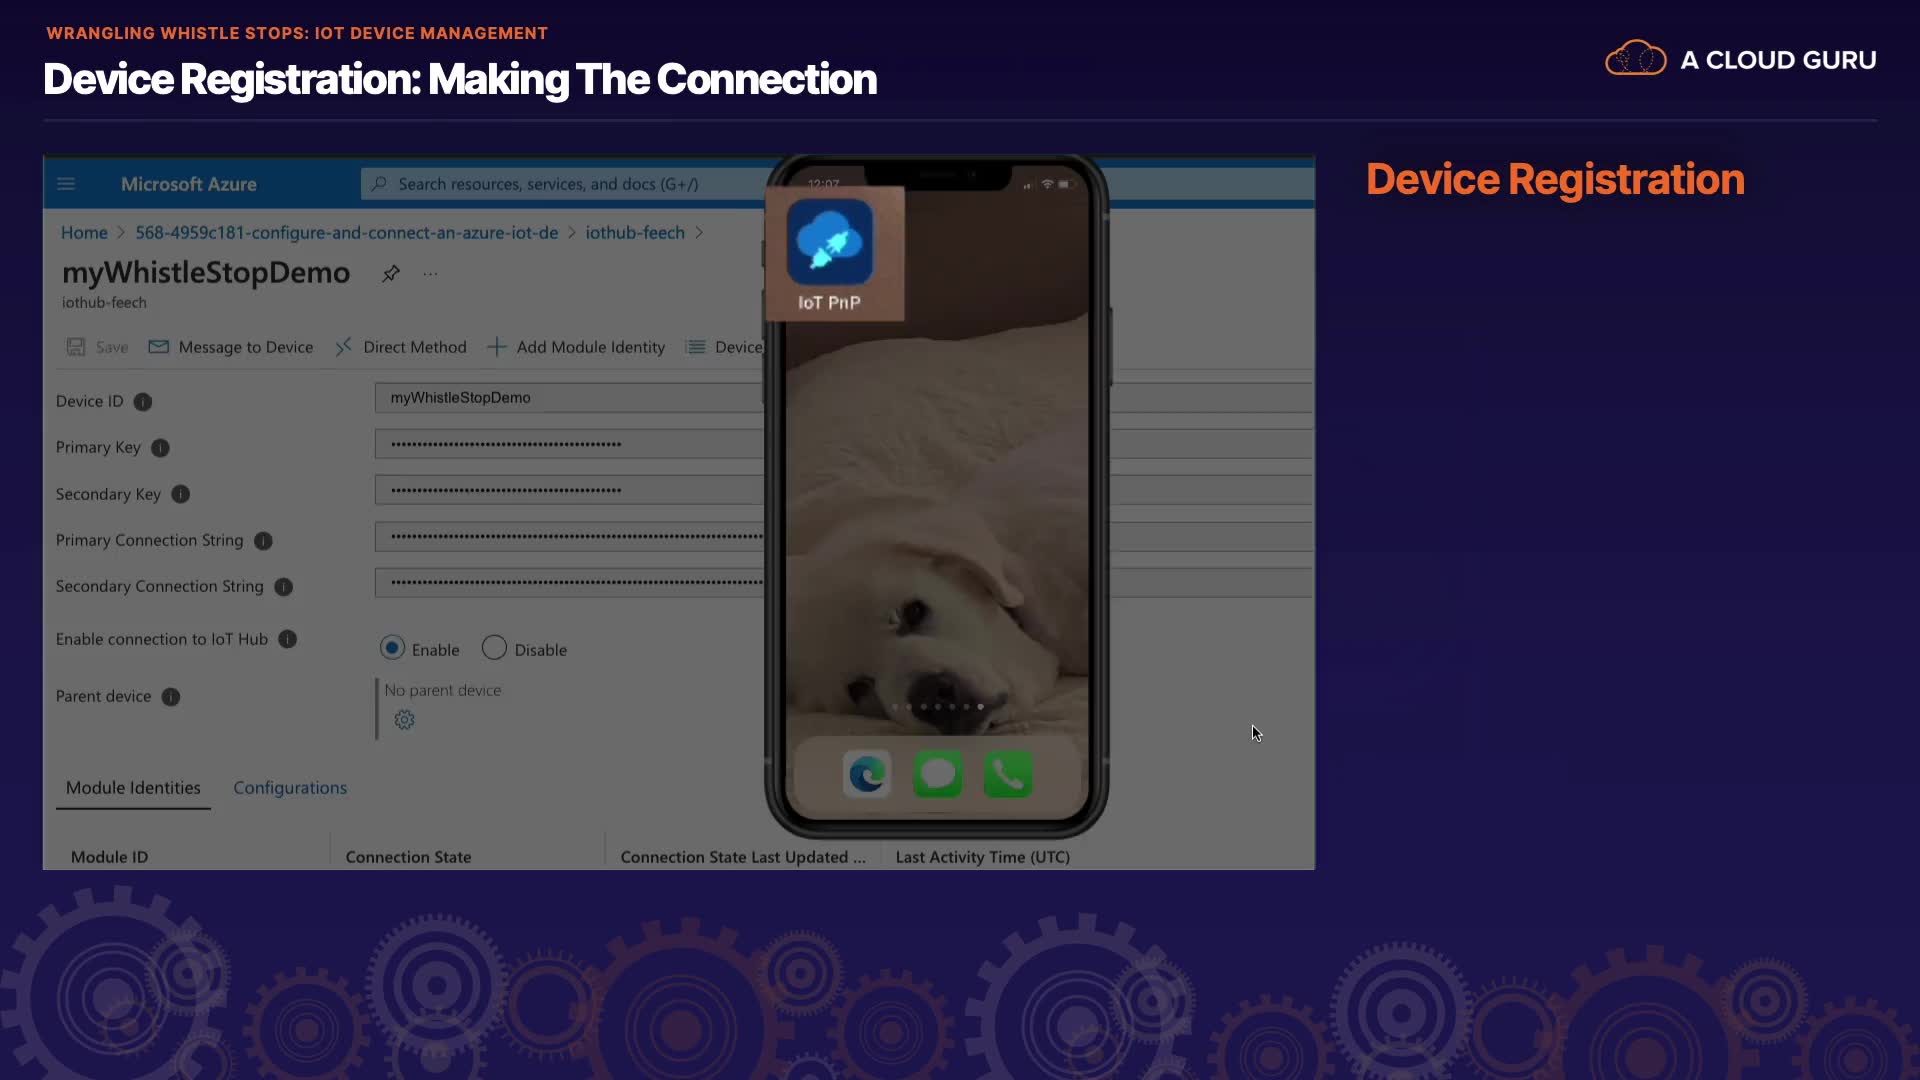 WRANGLING WHISTLE STOPS: IOT DEVICE MANAGEMENT
Device Registration: Making The Connection
A CLOUD GURU
Microsoft Azure
Search resources, services, and docs (G+/)
12:07
Device Registration
Home > 568-4959c181-configure-and-connect-an-azure-iot-de > iothub-feech >
myWhistleStopDemo
...
iothub-feech
IoT PnP
Save
Message to Device
Direct Method
Add Module Identity
Device
Device ID
myWhistleStopDemo
Primary Key
Secondary Key
Primary Connection String
Secondary Connection String
Enable connection to IoT Hub
Enable
Disable
Parent device
No parent device
Module Identities
Configurations
Module ID
Connection State
Connection State Last Updated ...
Last Activity Time (UTC)